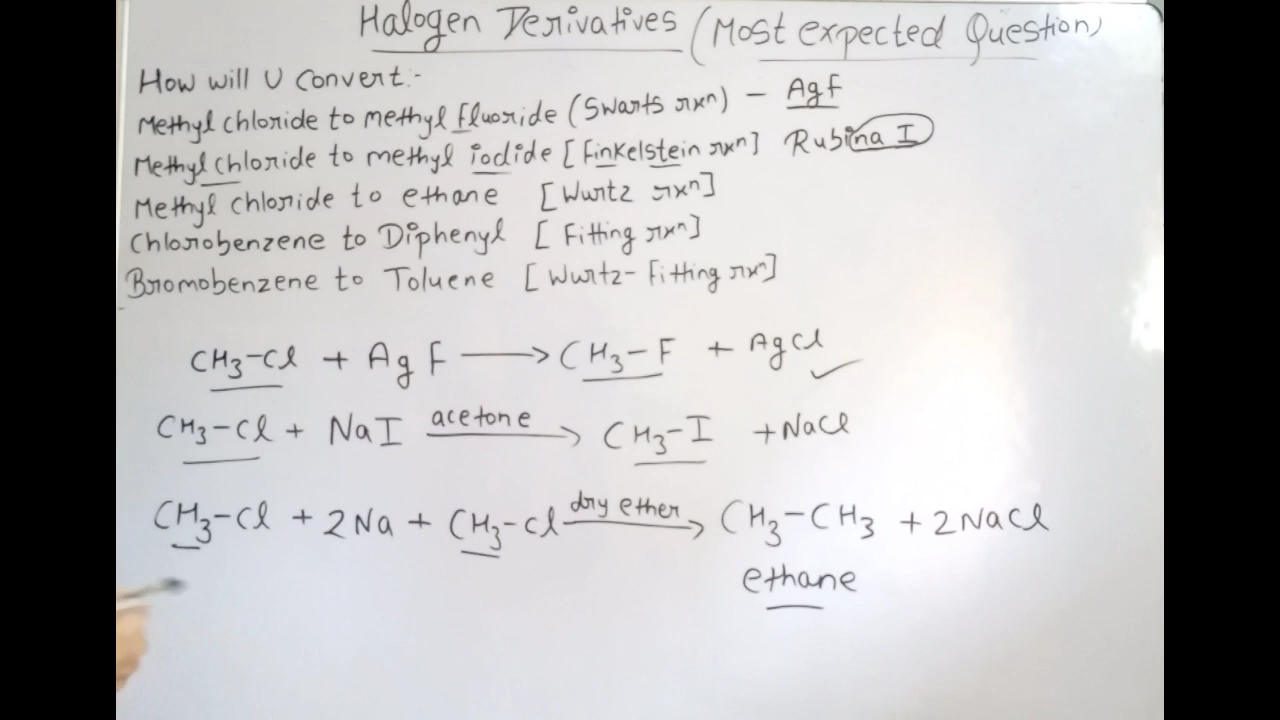 Halogen Derivatives (Most expected Question)
How will U convert:-
Methyl chloride to methyl fluoride (Swarts rxⁿ) - AgF
Methyl chloride to methyl iodide [Finkelstein rxⁿ] Rubina I
Methyl chloride to ethane [Wurtz rxⁿ]
Chlorobenzene to Diphenyl [Fitting rxⁿ]
Bromobenzene to Toluene [Wurtz-Fitting rxⁿ]
CH₃-Cl + AgF ⟶ CH₃-F + AgCl ✓
CH₃-Cl + NaI acetone ⟶ CH₃-I + NaCl
CH₃-Cl + 2Na + CH₃-Cl dry ether ⟶ CH₃-CH₃ + 2NaCl
ethane